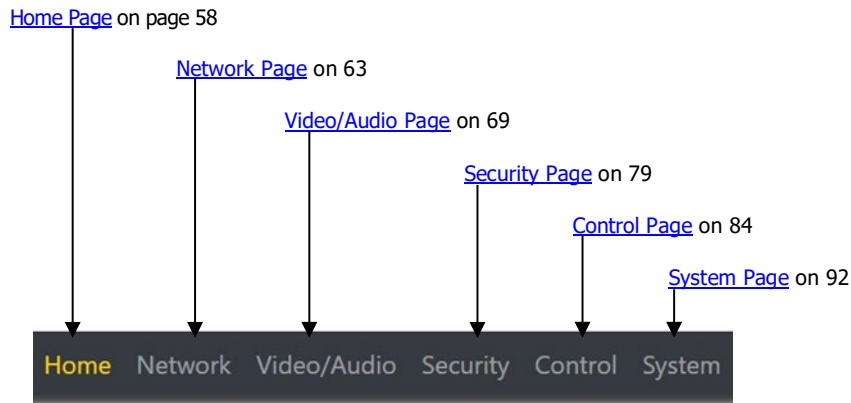 Home Page on page 58
Network Page on 63
Video/Audio Page on 69
Security Page on 79
Control Page on 84
System Page on 92
Home Network Video/Audio Security Control System